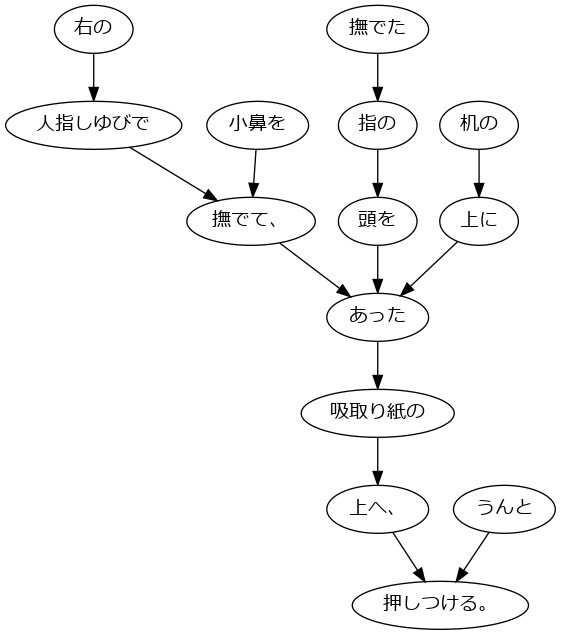 右の
撫でた
人指しゆびで
小鼻を
指の
机の
撫でて、
頭を
上に
あった
吸取り紙の
上へ、
うんと
押しつける。